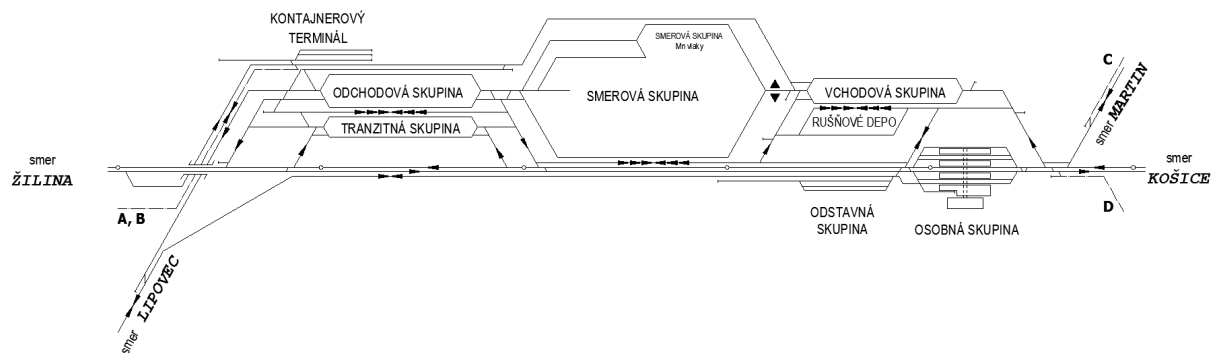 KONTAJNEROVÝ
TERMINÁL
SMEROVÁ SKUPINA
Mn vlaky
C
smer MARTIN
ODCHODOVÁ SKUPINA
SMEROVÁ SKUPINA
VCHODOVÁ SKUPINA
TRANZITNÁ SKUPINA
RUŠŇOVÉ DEPO
smer
ŽILINA
smer
KOŠICE
A, B
D
ODSTAVNÁ
SKUPINA
OSOBNÁ SKUPINA
smer LIPOVEC